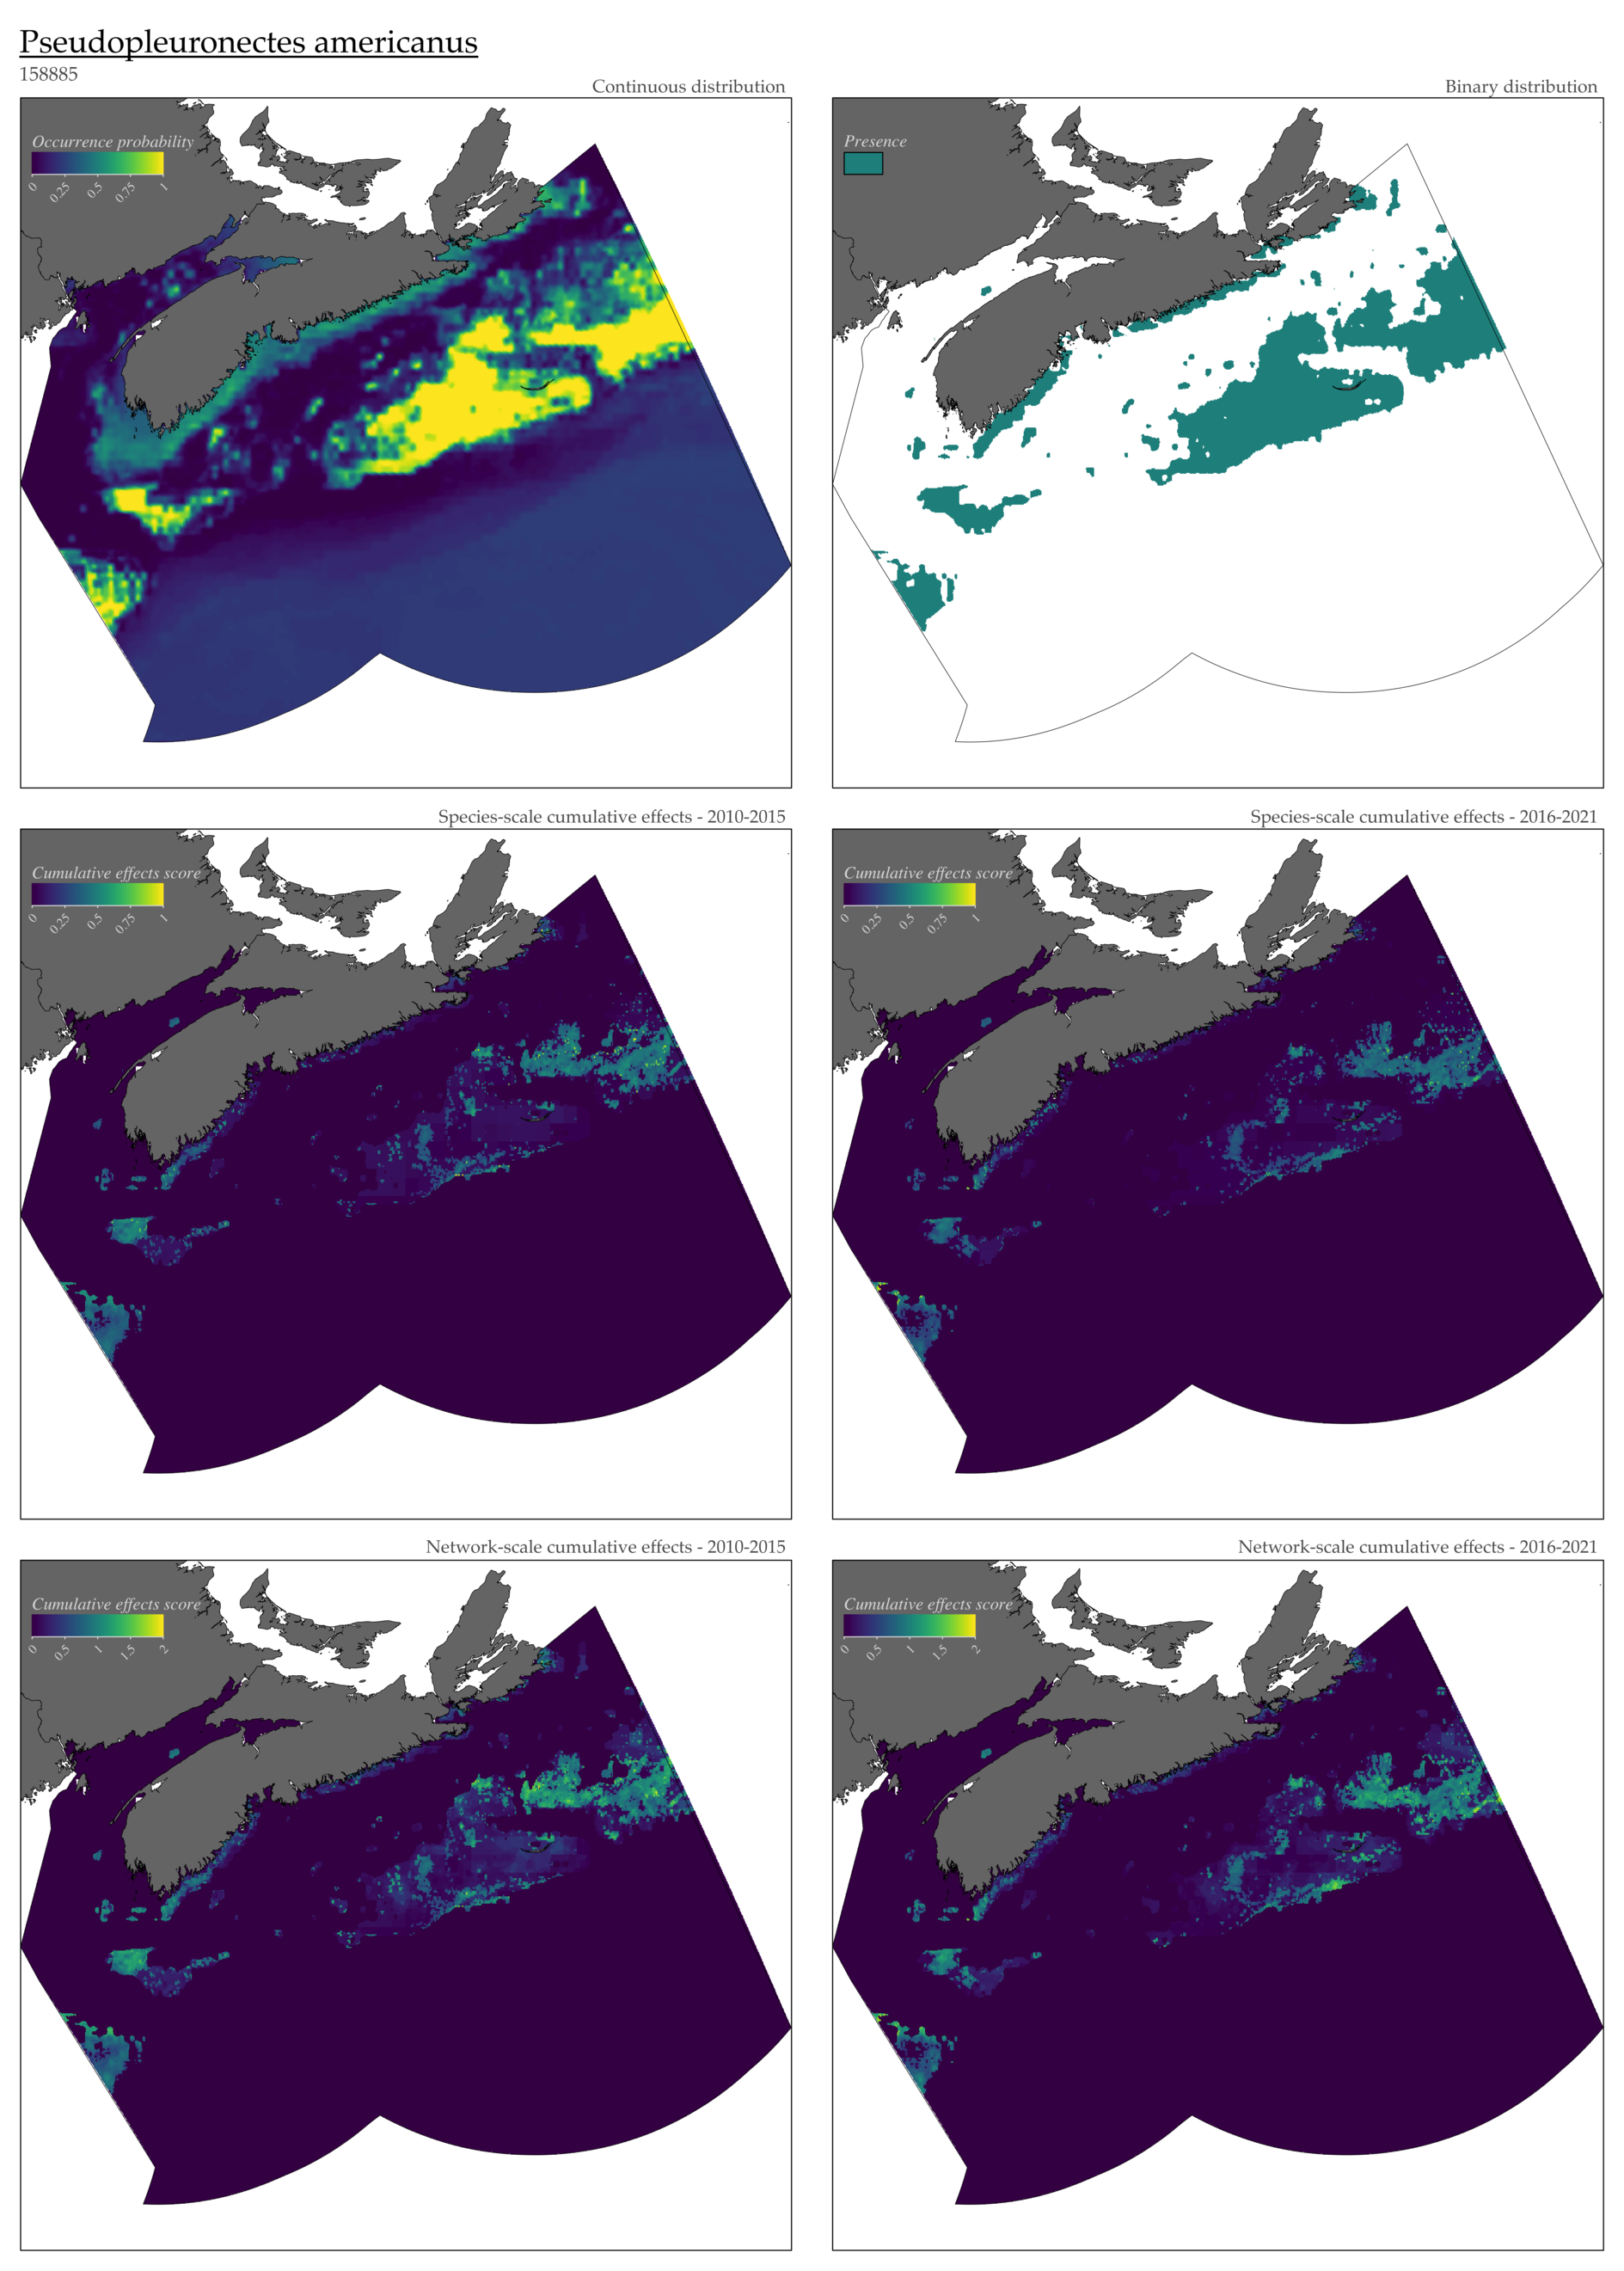 Pseudopleuronectes americanus
158885
Continuous distribution
Occurrence probability
0 0.25 0.5 0.75 1
Binary distribution
Presence
Species-scale cumulative effects - 2010-2015
Cumulative effects score
0 0.25 0.5 0.75 1
Species-scale cumulative effects - 2016-2021
Cumulative effects score
0 0.25 0.5 0.75 1
Network-scale cumulative effects - 2010-2015
Cumulative effects score
0 0.5 1 1.5 2
Network-scale cumulative effects - 2016-2021
Cumulative effects score
0 0.5 1 1.5 2